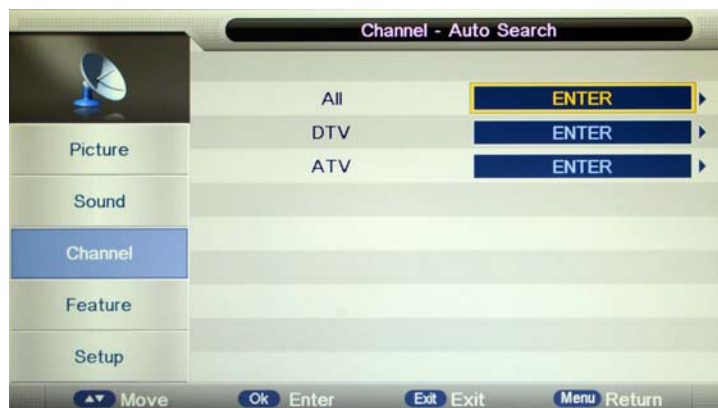 Channel - Auto Search
All ENTER
DTV ENTER
ATV ENTER
Picture
Sound
Channel
Feature
Setup
Move Ok Enter Exit Exit Menu Return